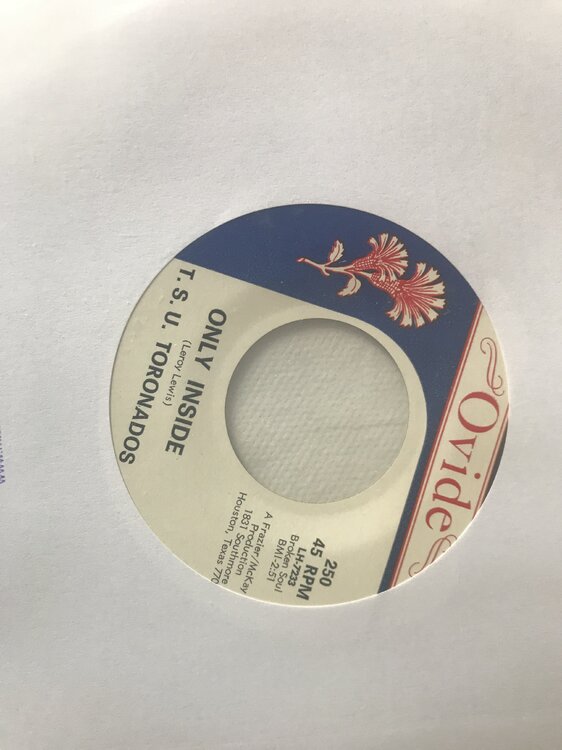 Ovide
250
45 RPM
LH-7233
Broken Soul
BMI-2:51
A Frazier/McKay
Production
1831 Southmore
Houston, Texas 770
ONLY INSIDE
(Leroy Lewis)
T. S. U. TORONADOS